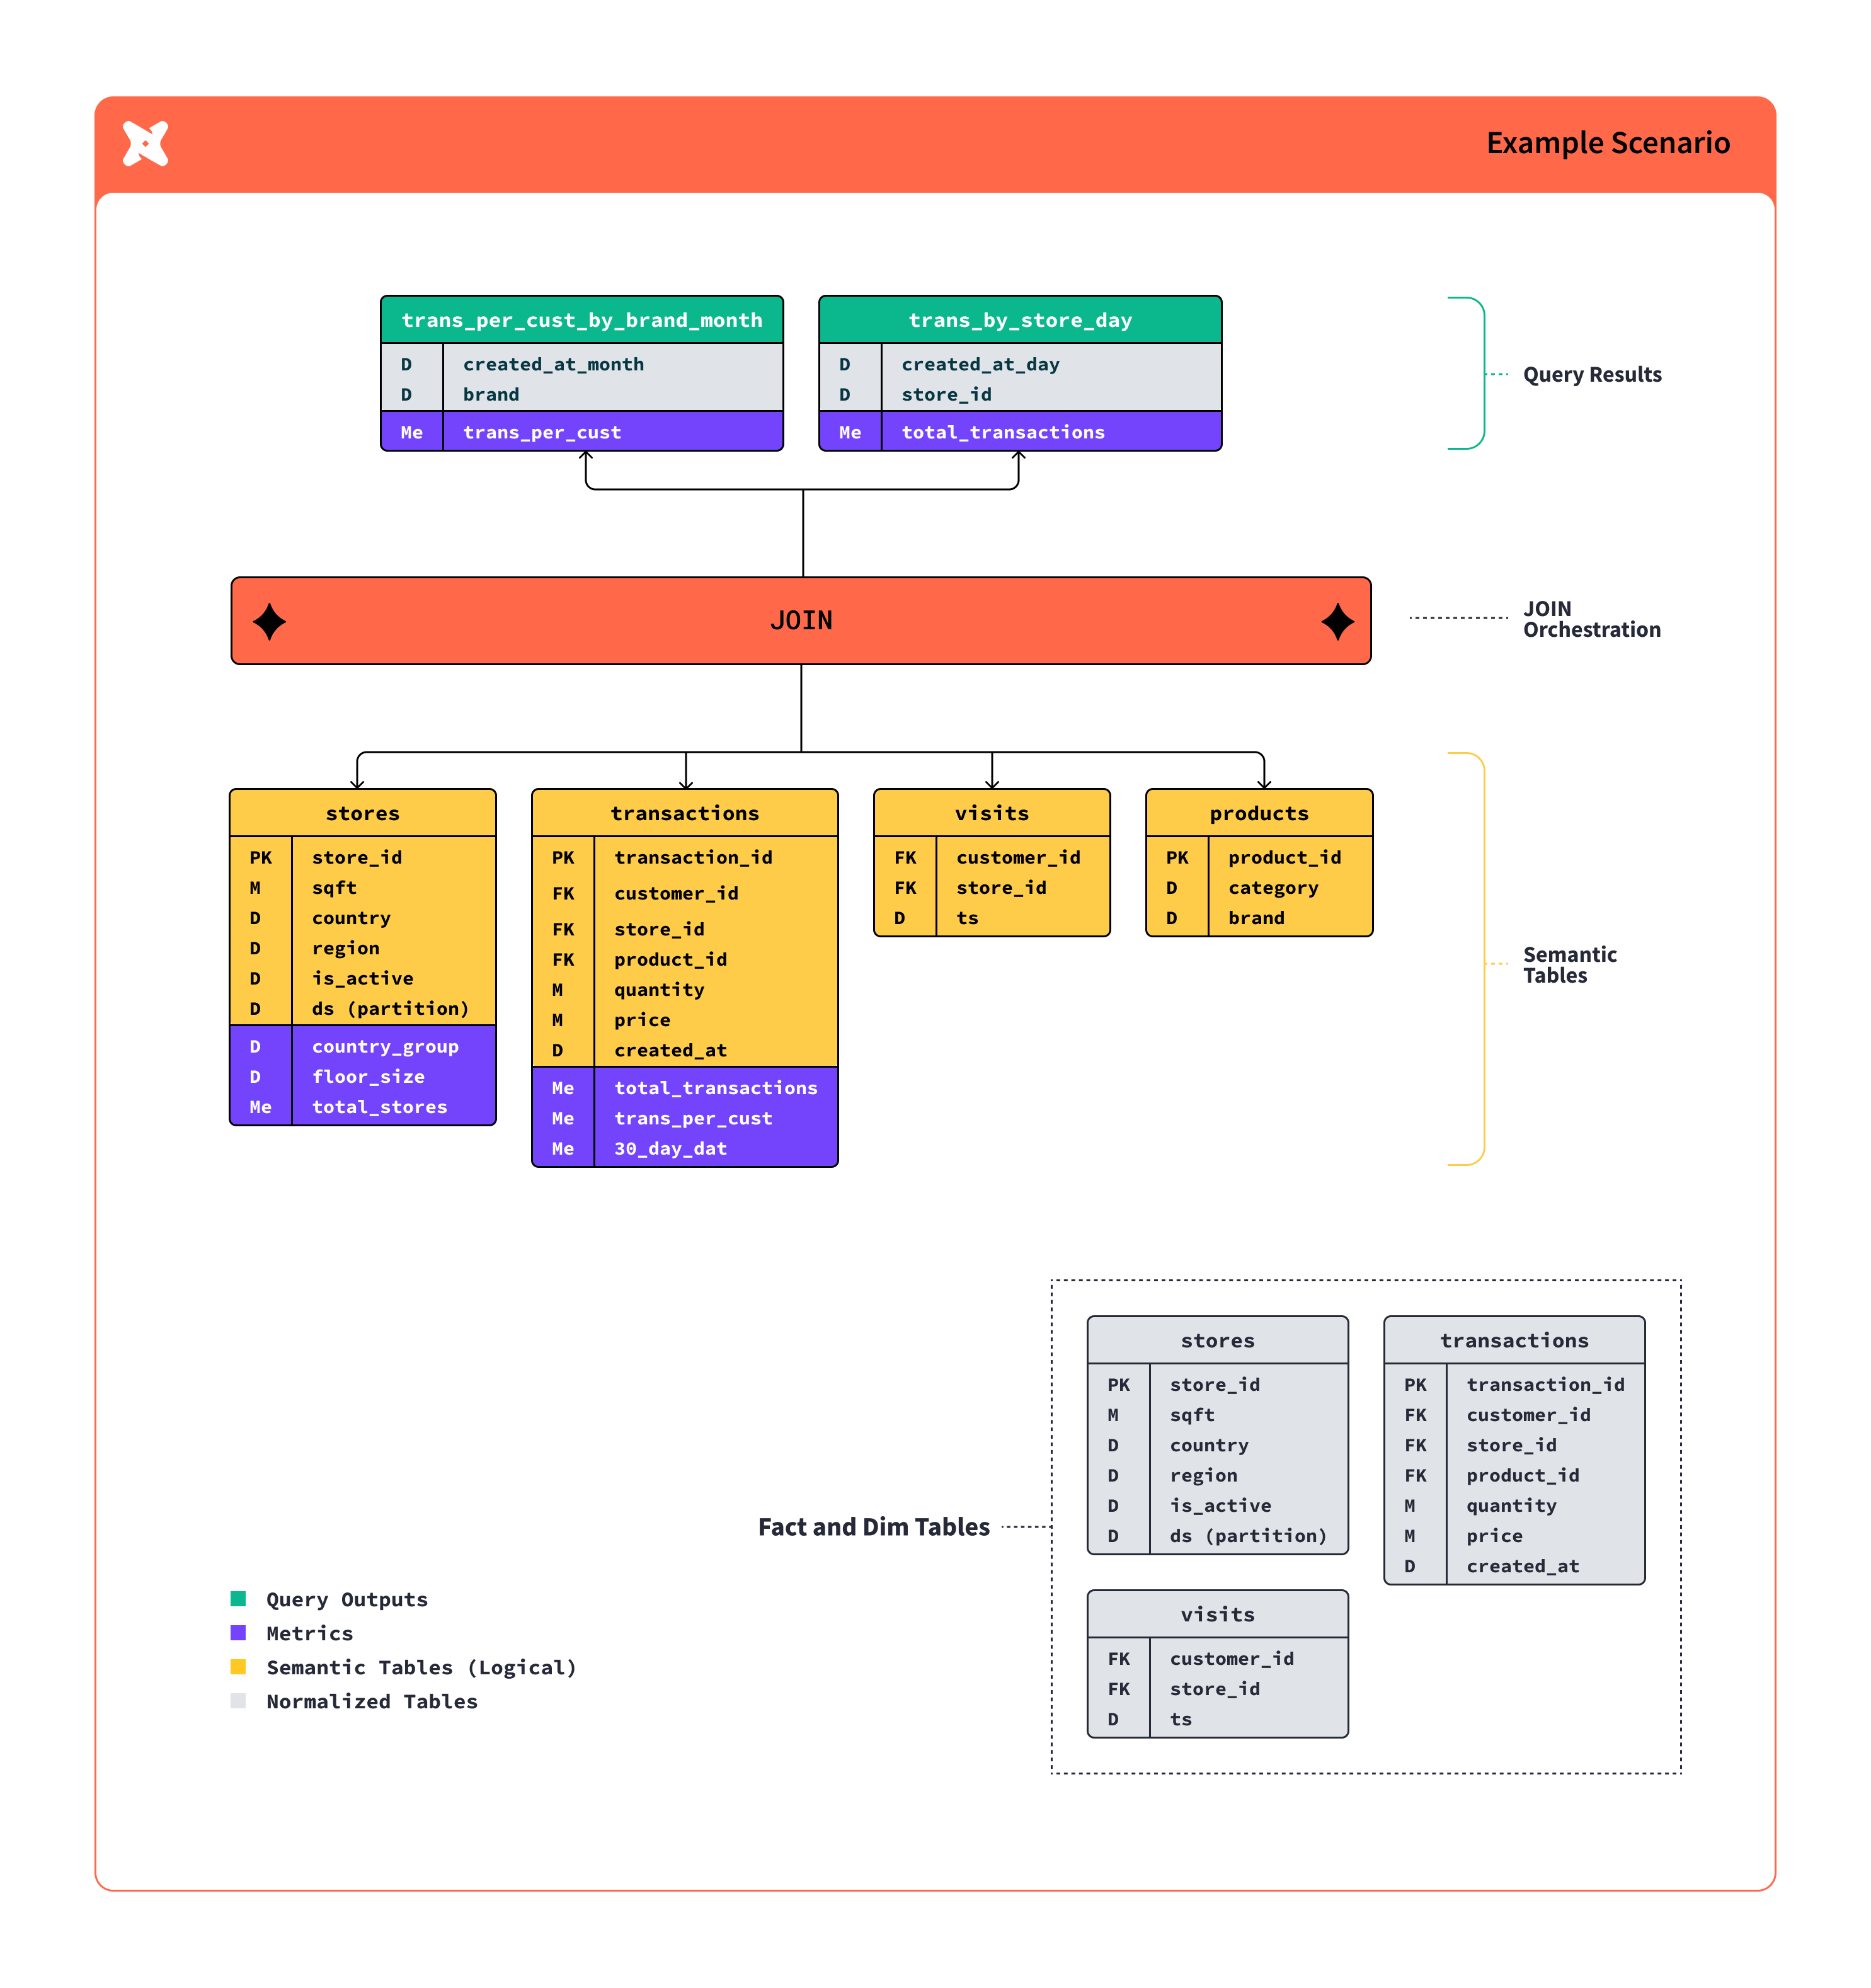 Example Scenario
trans_per_cust_by_brand_month
D created_at_month
D brand
Me trans_per_cust
trans_by_store_day
D created_at_day
D store_id
Me total_transactions
Query Results
JOIN
JOIN
Orchestration
stores
PK store_id
M sqft
D country
D region
D is_active
D ds (partition)
D country_group
D floor_size
Me total_stores
transactions
PK transaction_id
FK customer_id
FK store_id
FK product_id
M quantity
M price
D created_at
Me total_transactions
Me trans_per_cust
Me 30_day_dat
visits
FK customer_id
FK store_id
D ts
products
PK product_id
D category
D brand
Semantic
Tables
Fact and Dim Tables
stores
PK store_id
M sqft
D country
D region
D is_active
D ds (partition)
transactions
PK transaction_id
FK customer_id
FK store_id
FK product_id
M quantity
M price
D created_at
visits
FK customer_id
FK store_id
D ts
Query Outputs
Metrics
Semantic Tables (Logical)
Normalized Tables